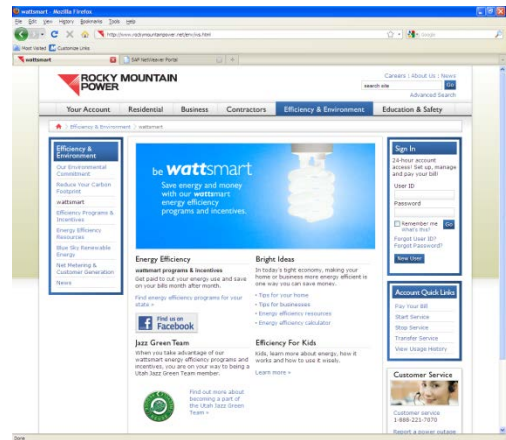 wattsmart - Mozilla Firefox
File Edit View History Bookmarks Tools Help
http://www.rockymountainpower.net/env/ws.html
Google
Most Visited Customize Links
wattsmart
SAP NetWeaver Portal
ROCKY MOUNTAIN
POWER
Careers | About Us | News
search site Go
Advanced Search
Your Account Residential Business Contractors Efficiency & Environment Education & Safety
Efficiency & Environment > wattsmart
Efficiency &
Environment
Our Environmental
Commitment
Reduce Your Carbon
Footprint
wattsmart
Efficiency Programs &
Incentives
Energy Efficiency
Resources
Blue Sky Renewable
Energy
Net Metering &
Customer Generation
News
be wattsmart
Save energy and money
with our wattsmart
energy efficiency
programs and incentives.
Energy Efficiency
wattsmart programs & incentives
Get paid to cut your energy use and save
on your bills month after month.
Find energy efficiency programs for your
state »
Find us on
Facebook
Jazz Green Team
When you take advantage of our
wattsmart energy efficiency programs and
incentives, you are on your way to being a
Utah Jazz Green Team member.
Find out more about
becoming a part of
the Utah Jazz Green
Team »
Bright Ideas
In today's tight economy, making your
home or business more energy efficient is
one way you can save money.
Tips for your home
Tips for businesses
Energy efficiency resources
Energy efficiency calculator
Efficiency For Kids
Kids, learn more about energy, how it
works and how to use it wisely.
Learn more »
Sign In
24-hour account
access! Set up, manage
and pay your bill!
User ID
Password
Remember me Go
What's this?
Forgot User ID?
Forgot Password?
New User
Account Quick Links
Pay Your Bill
Start Service
Stop Service
Transfer Service
View Usage History
Customer Service
Customer service
1-888-221-7070
Report a power outage
Done